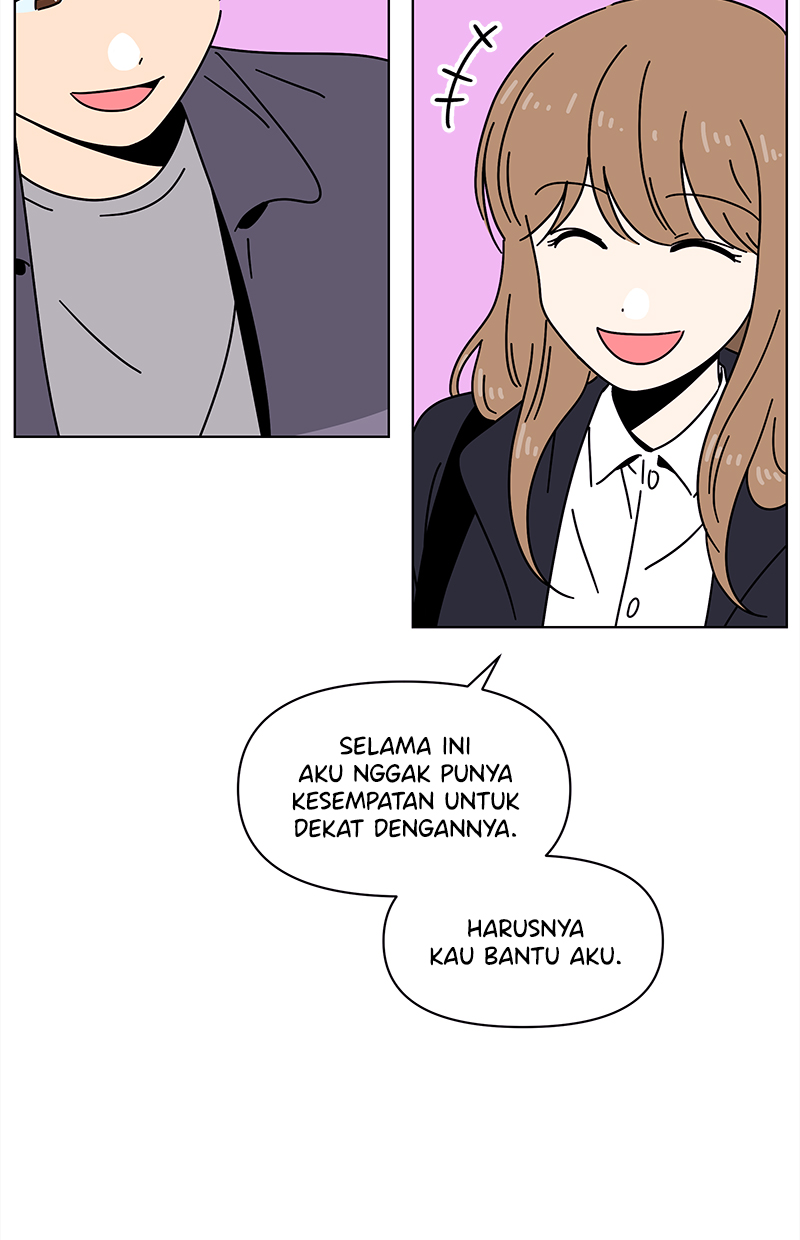 SELAMA INI
AKU NGGAK PUNYA
KESEMPATAN UNTUK
DEKAT DENGANNYA.
HARUSNYA
KAU BANTU AKU.